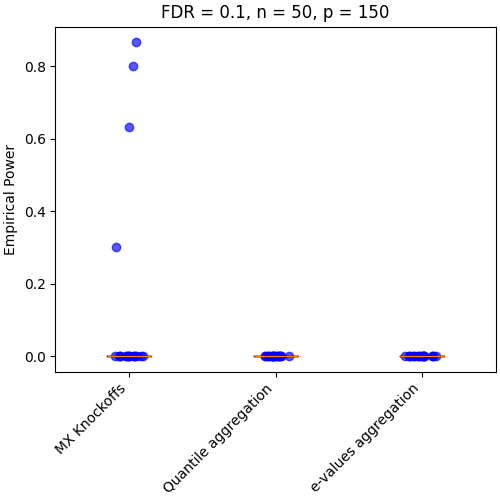 FDR = 0.1, n = 50, p = 150
Empirical Power
0.8
0.6
0.4
0.2
0.0
MX Knockoffs
Quantile aggregation
e-values aggregation